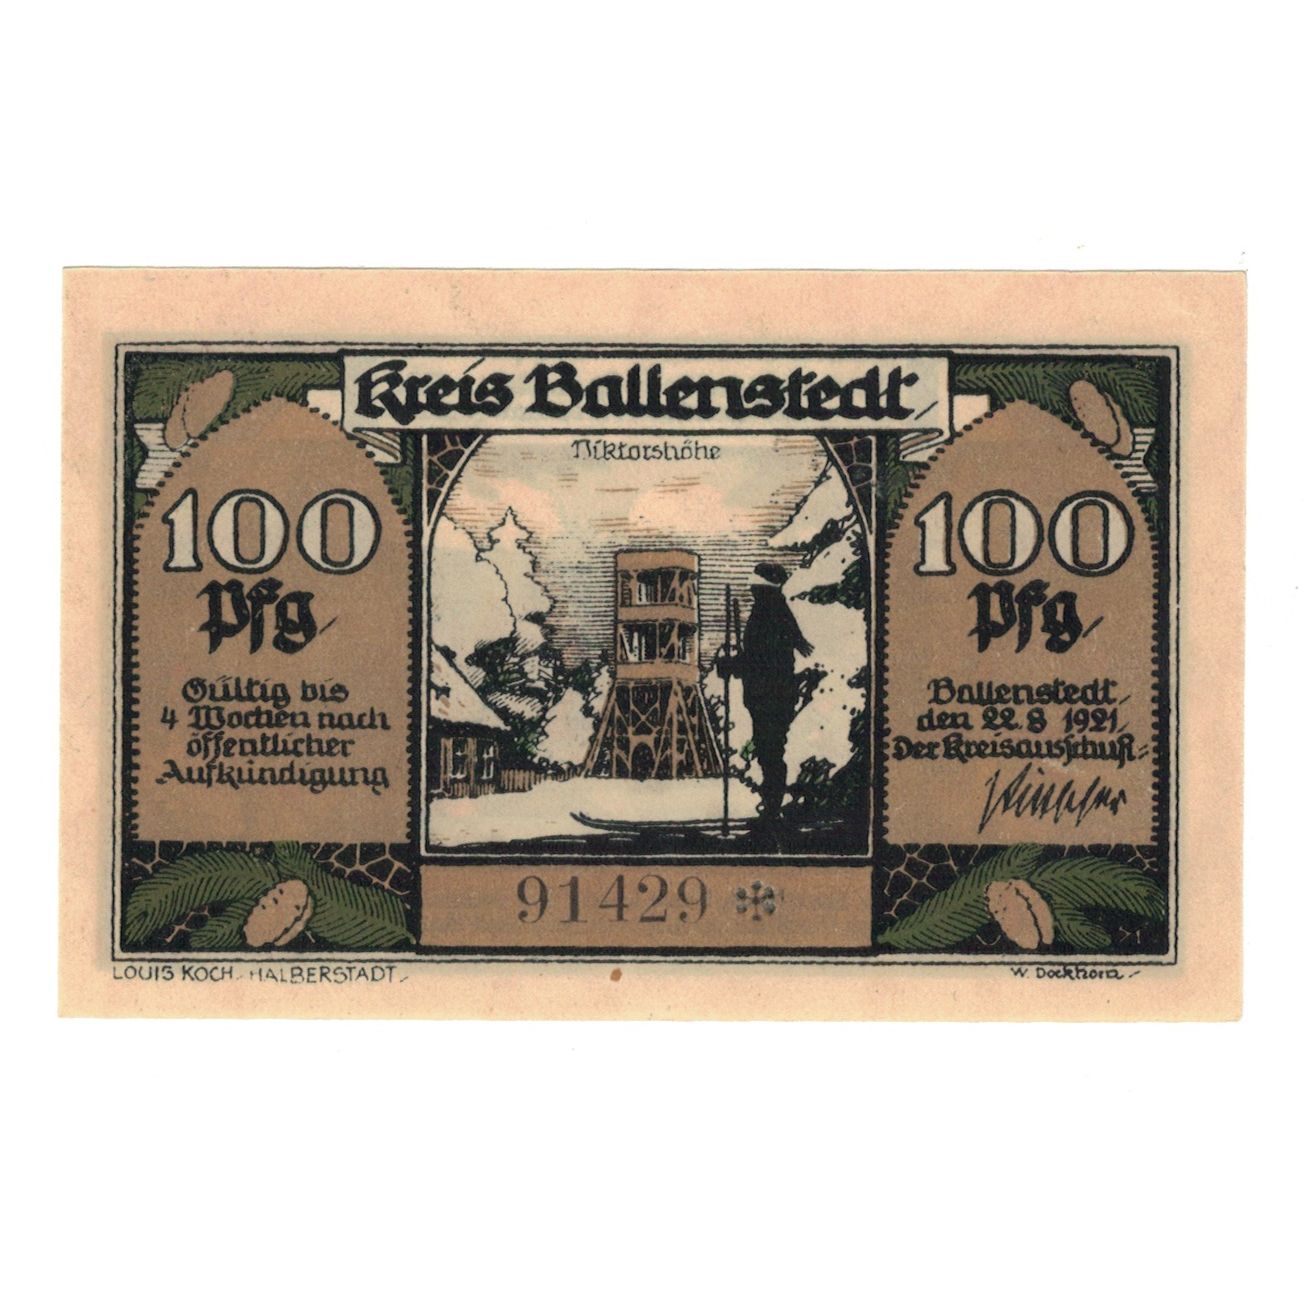 Kreis Ballenstedt
Viktorshöhe
100
Pfg
Gültig bis
4 Wochen nach
öffentlicher
Aufkündigung
100
Pfg
Ballenstedt,
den 22.8 1921,
Der Kreisausschuß:
91429 *
LOUIS KOCH. HALBERSTADT.
W. Dockhorn